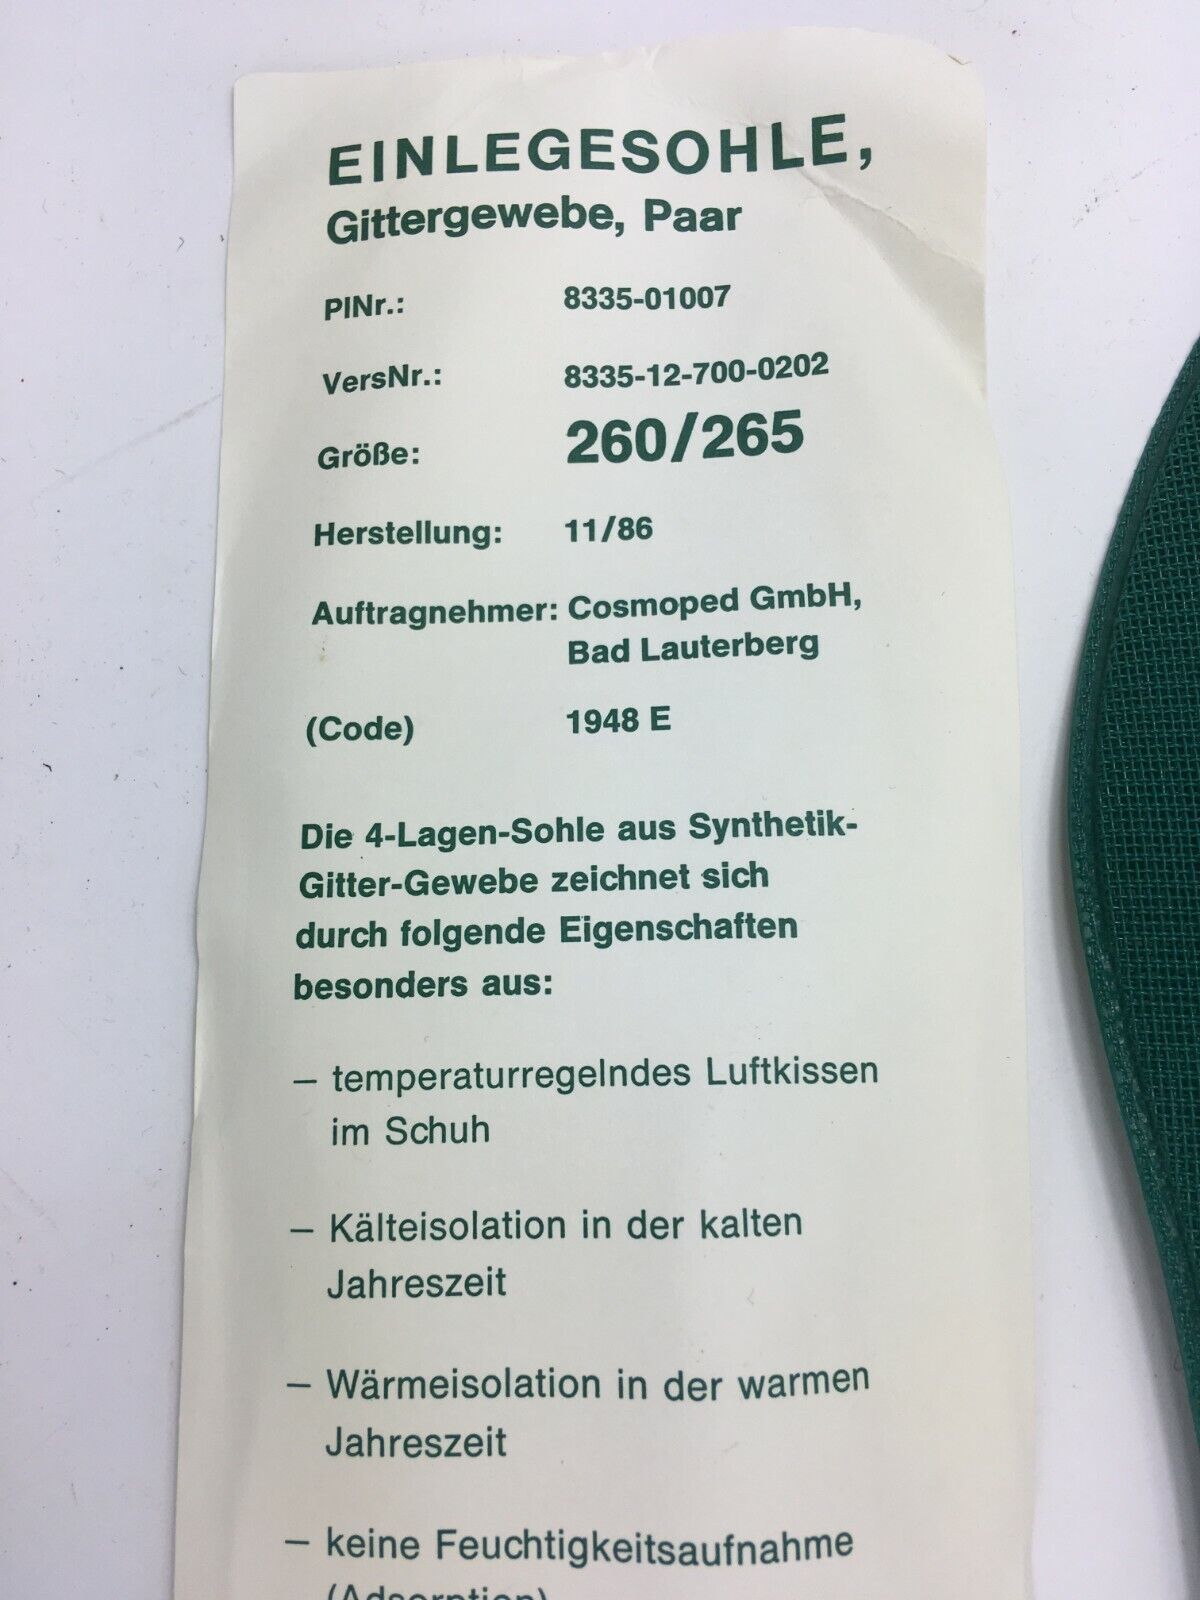 EINLEGESOHLE,
Gittergewebe, Paar
PlNr.: 8335-01007
VersNr.: 8335-12-700-0202
Größe: 260/265
Herstellung: 11/86
Auftragnehmer: Cosmoped GmbH,
Bad Lauterberg
(Code) 1948 E
Die 4-Lagen-Sohle aus Synthetik-
Gitter-Gewebe zeichnet sich
durch folgende Eigenschaften
besonders aus:
– temperaturregelndes Luftkissen
im Schuh
– Kälteisolation in der kalten
Jahreszeit
– Wärmeisolation in der warmen
Jahreszeit
– keine Feuchtigkeitsaufnahme
(Adsorption)